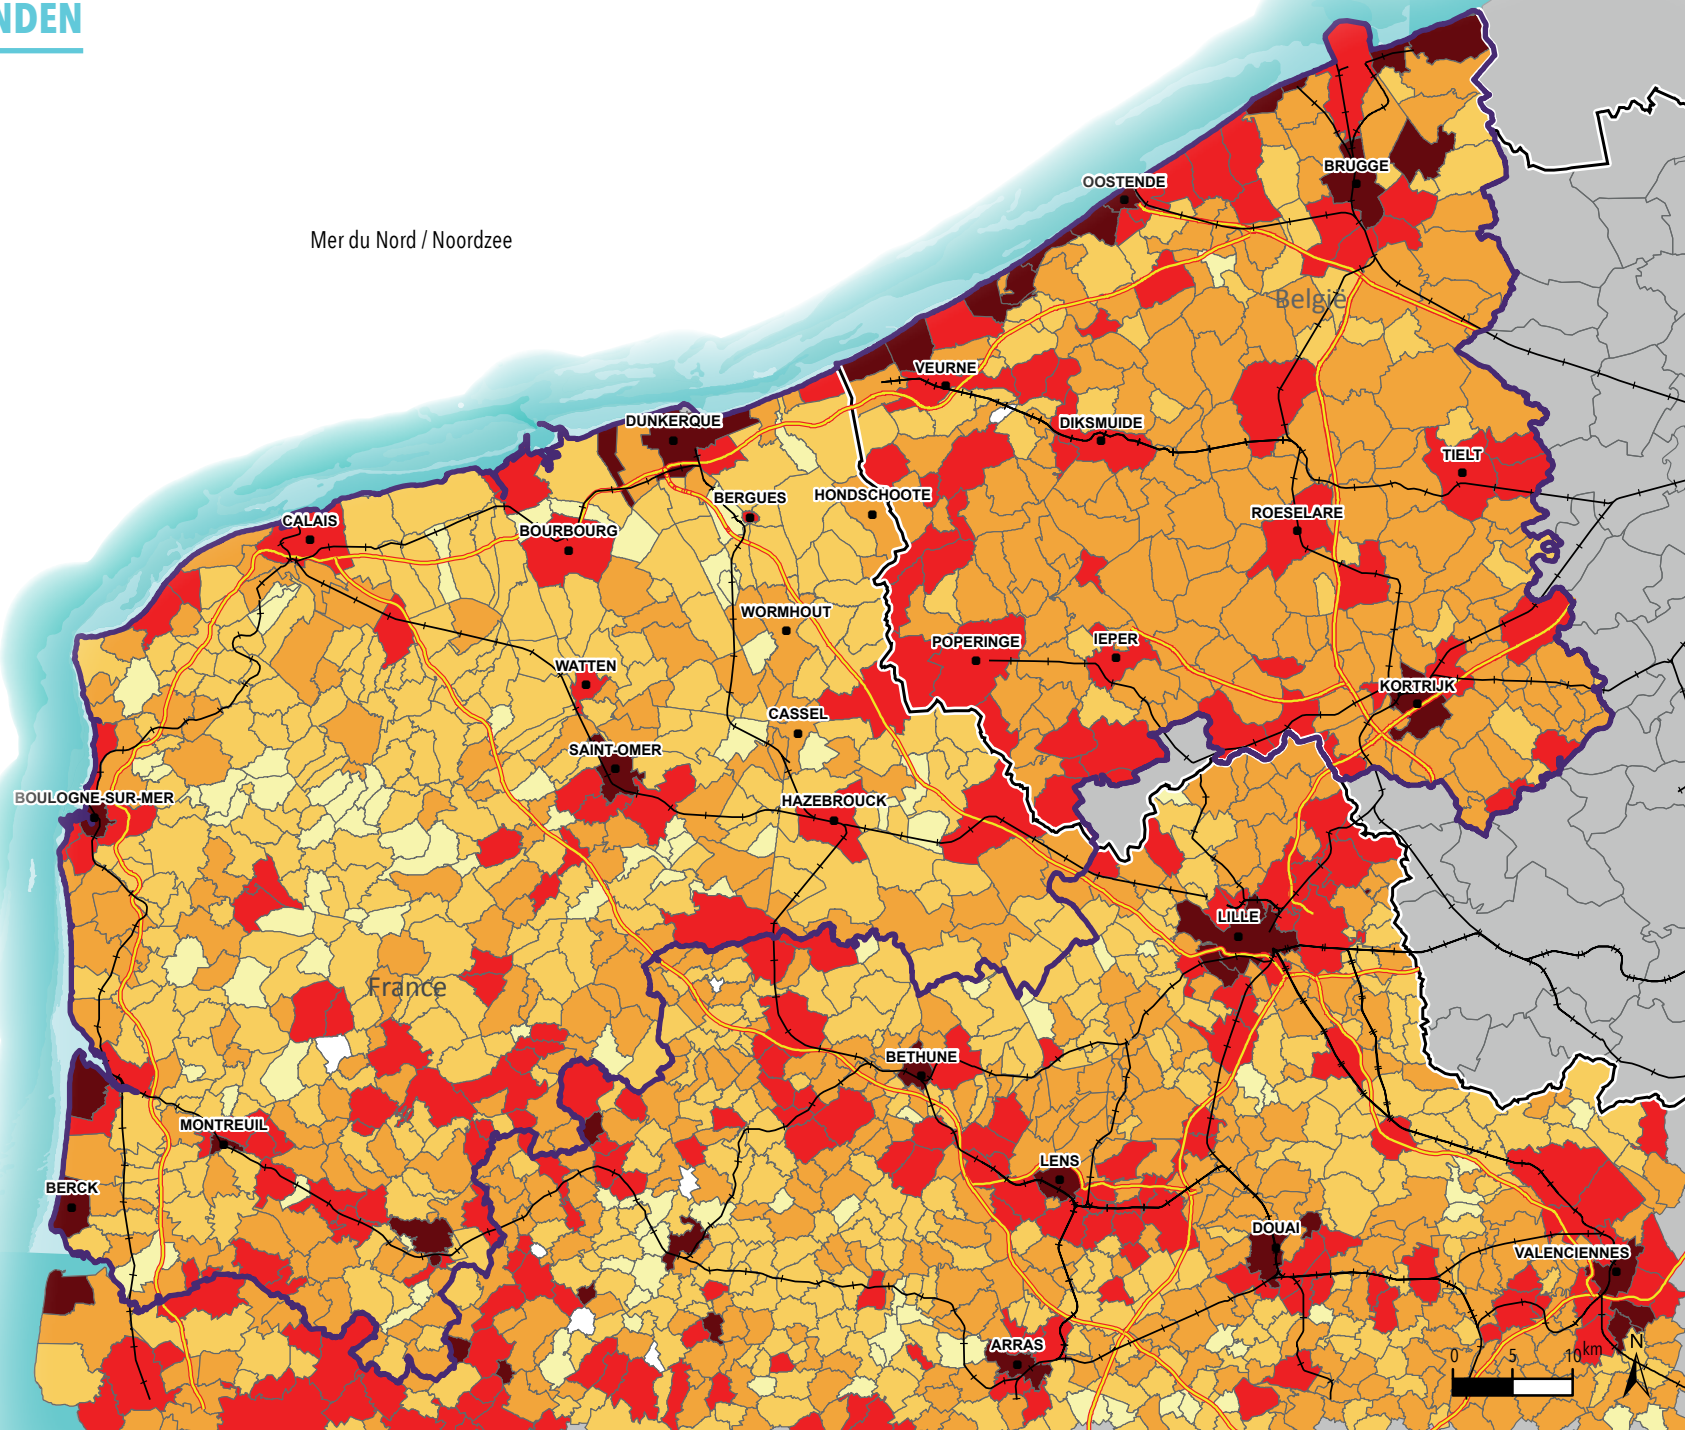 NDEN
Mer du Nord / Noordzee
BRUGGE
OOSTENDE
België
VEURNE
DUNKERQUE
DIKSMUIDE
TIELT
BERGUES
HONDSCHOOTE
CALAIS
BOURBOURG
ROESELARE
WORMHOUT
POPERINGE
IEPER
WATTEN
KORTRIJK
CASSEL
SAINT-OMER
BOULOGNE-SUR-MER
HAZEBROUCK
LILLE
France
BETHUNE
MONTREUIL
LENS
BERCK
DOUAI
VALENCIENNES
ARRAS
N
0 5 10 km